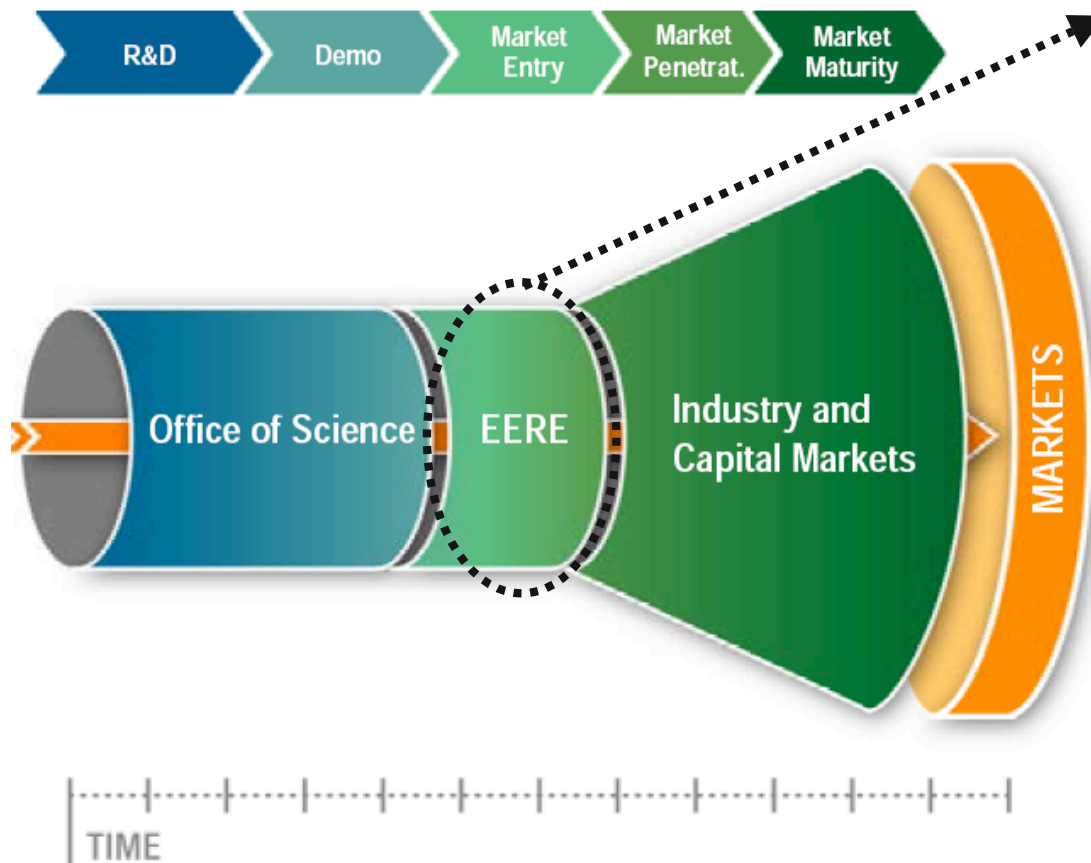 R&D
Demo
Market
Entry
Market
Penetrat.
Market
Maturity
Office of Science
EERE
Industry and
Capital Markets
MARKETS
TIME